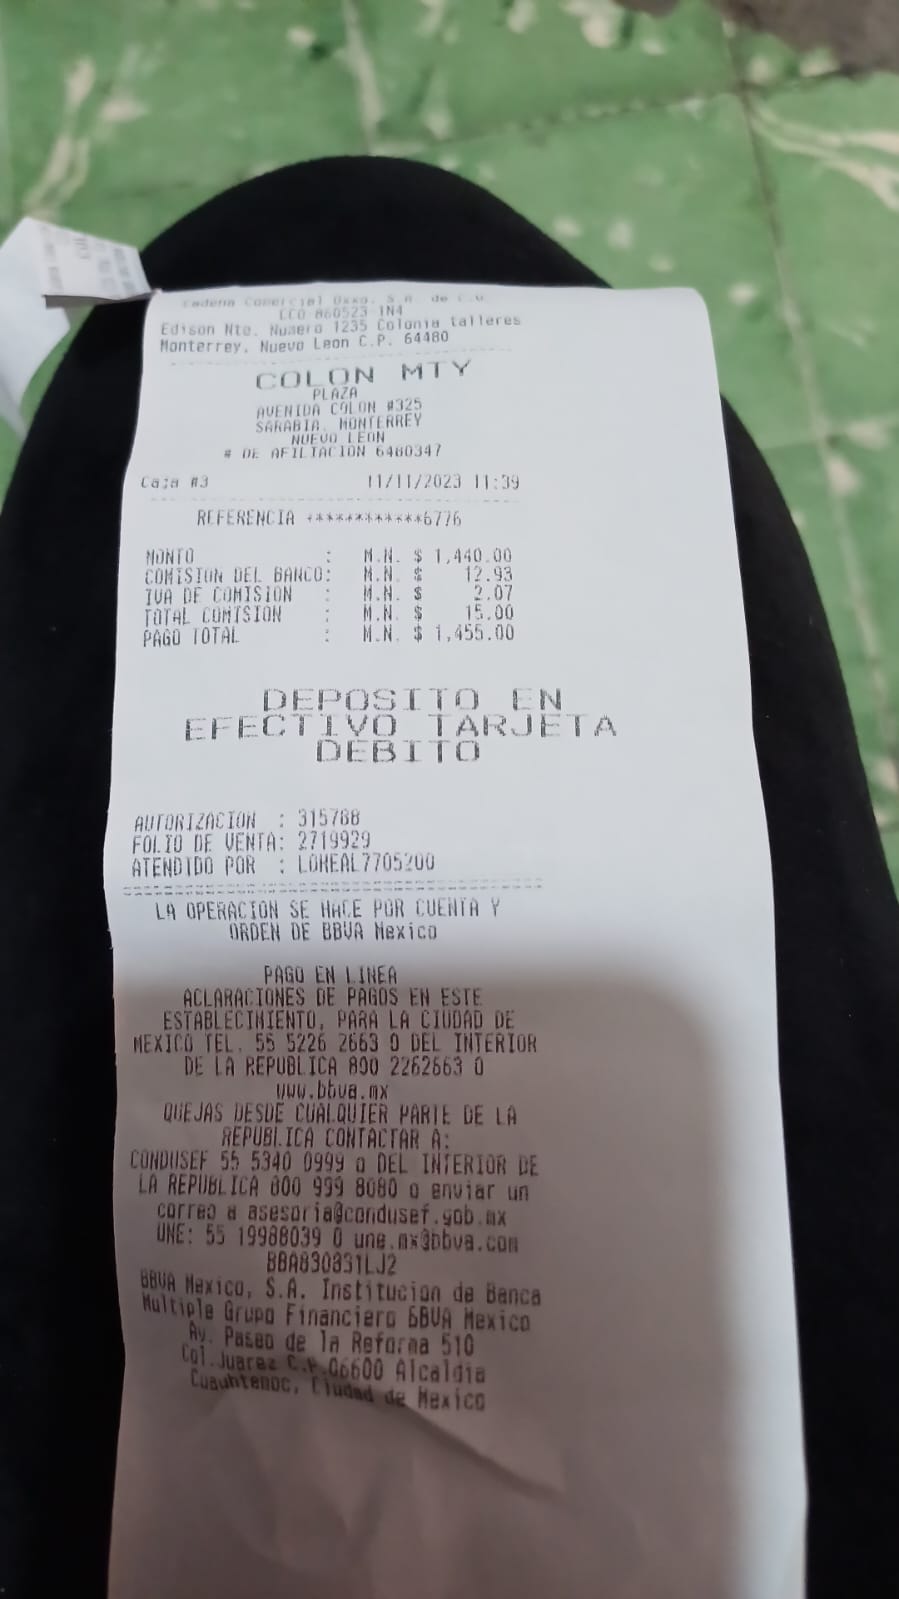 Cadena Comercial Oxxo, S.A. de C.V.
CCO 860523 1N4
Edison Nte. Numero 1235 Colonia talleres
Monterrey, Nuevo Leon C.P. 64480
COLON MTY
PLAZA
AVENIDA COLON #325
SARABIA, MONTERREY
NUEVO LEON
# DE AFILIACION 6480347
Caja #3 11/11/2023 11:39
REFERENCIA ************6776
MONTO : M.N. $ 1,440.00
COMISION DEL BANCO: M.N. $ 12.93
IVA DE COMISION : M.N. $ 2.07
TOTAL COMISION : M.N. $ 15.00
PAGO TOTAL : M.N. $ 1,455.00
DEPOSITO EN
EFECTIVO TARJETA
DEBITO
AUTORIZACION : 315788
FOLIO DE VENTA: 2719929
ATENDIDO POR :
LA OPERACION SE HACE POR CUENTA Y
ORDEN DE BBVA Mexico
PAGO EN LINEA
ACLARACIONES DE PAGOS EN ESTE
ESTABLECIMIENTO, PARA LA CIUDAD DE
MEXICO TEL. 55 5226 2663 O DEL INTERIOR
DE LA REPUBLICA 800 2262663 O
www.bbva.mx
QUEJAS DESDE CUALQUIER PARTE DE LA
REPUBLICA CONTACTAR A:
CONDUSEF 55 5340 0999 o DEL INTERIOR DE
LA REPUBLICA 800 999 8080 o enviar un
correo a asesoria@condusef.gob.mx
UNE: 55 19988039 O une.mx@bbva.com
BBA830831LJ2
BBVA Mexico, S.A. Institucion de Banca
Multiple Grupo Financiero BBVA Mexico
Av. Paseo de la Reforma 510
Col.Juarez C.P.06600 Alcaldia
Cuauhtemoc, Ciudad de Mexico